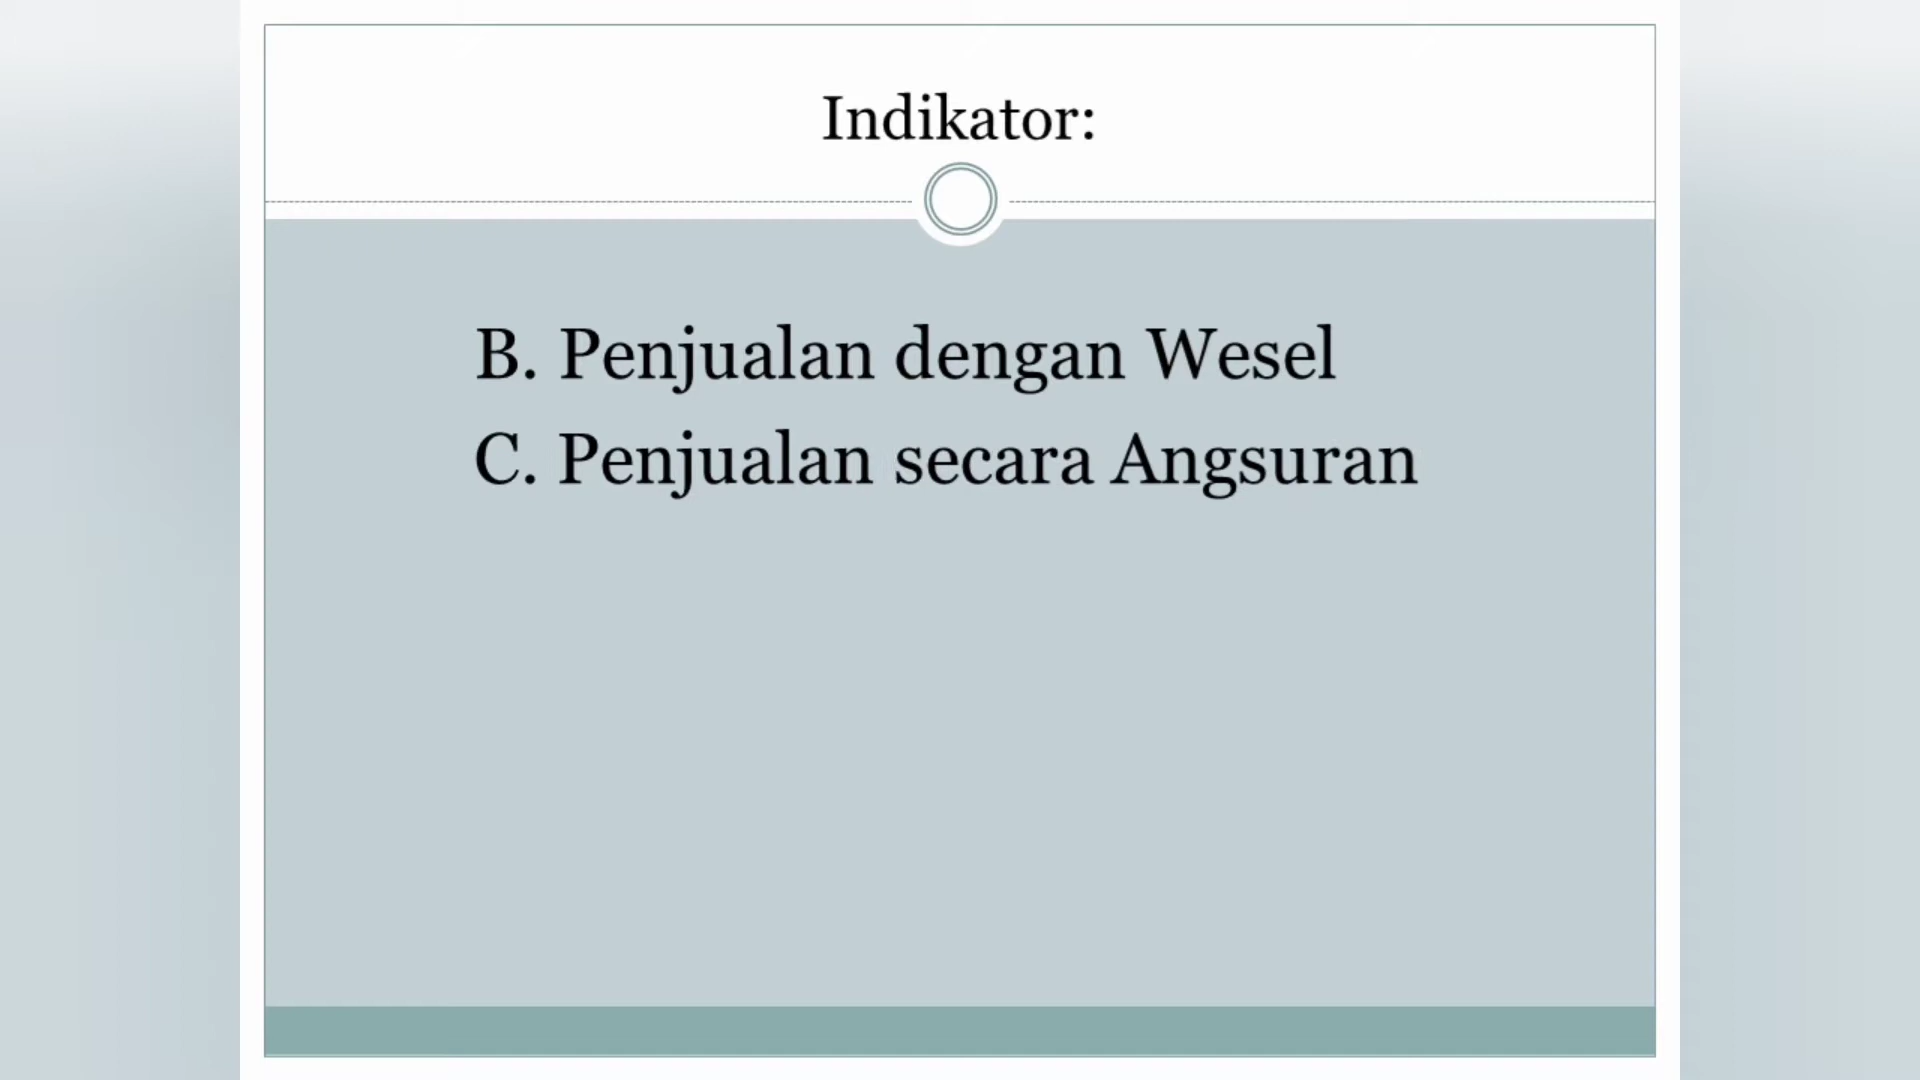 Indikator:
B. Penjualan dengan Wesel
C. Penjualan secara Angsuran